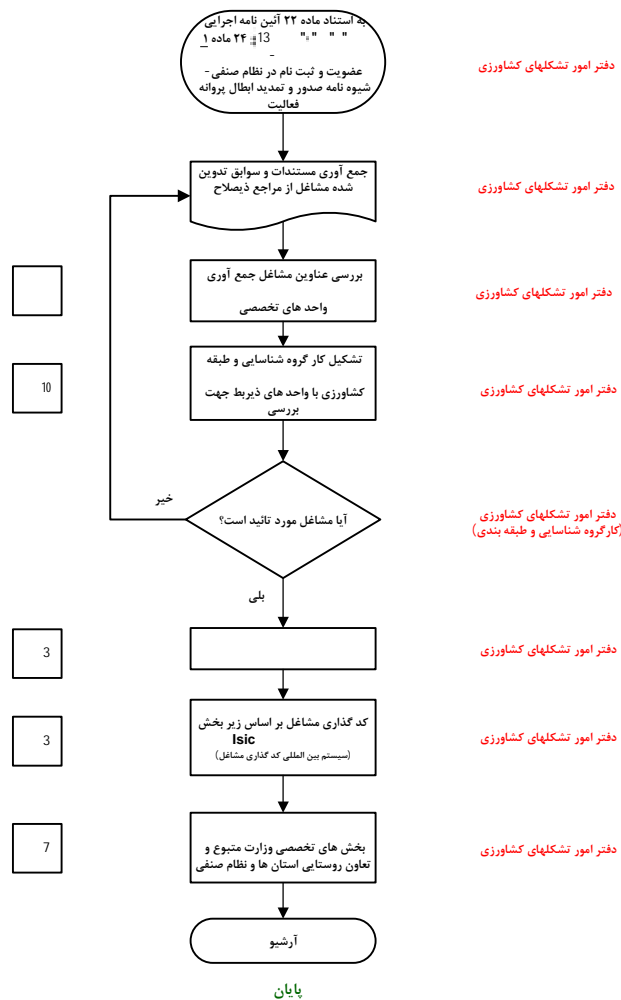 به استناد ماده ۲۲ آئین نامه اجرایی
" " "و" 13 ۲۴ ماده ۱
عضویت و ثبت نام در نظام صنفی-
شیوه نامه صدور و تمدید ابطال پروانه
فعالیت
دفتر امور تشکلهای کشاورزی
جمع آوری مستندات و سوابق تدوین
شده مشاغل از مراجع ذیصلاح
دفتر امور تشکلهای کشاورزی
بررسی عناوین مشاغل جمع آوری
واحد های تخصصی
دفتر امور تشکلهای کشاورزی
تشکیل کار گروه شناسایی و طبقه
کشاورزی با واحد های ذیربط جهت
بررسی
دفتر امور تشکلهای کشاورزی
10
آیا مشاغل مورد تائید است؟
خیر
بلی
دفتر امور تشکلهای کشاورزی
(کارگروه شناسایی و طبقه بندی)
دفتر امور تشکلهای کشاورزی
3
کد گذاری مشاغل بر اساس زیر بخش
Isic
(سیستم بین المللی کد گذاری مشاغل)
دفتر امور تشکلهای کشاورزی
3
بخش های تخصصی وزارت متبوع و
تعاون روستایی استان ها و نظام صنفی
دفتر امور تشکلهای کشاورزی
7
آرشیو
پایان